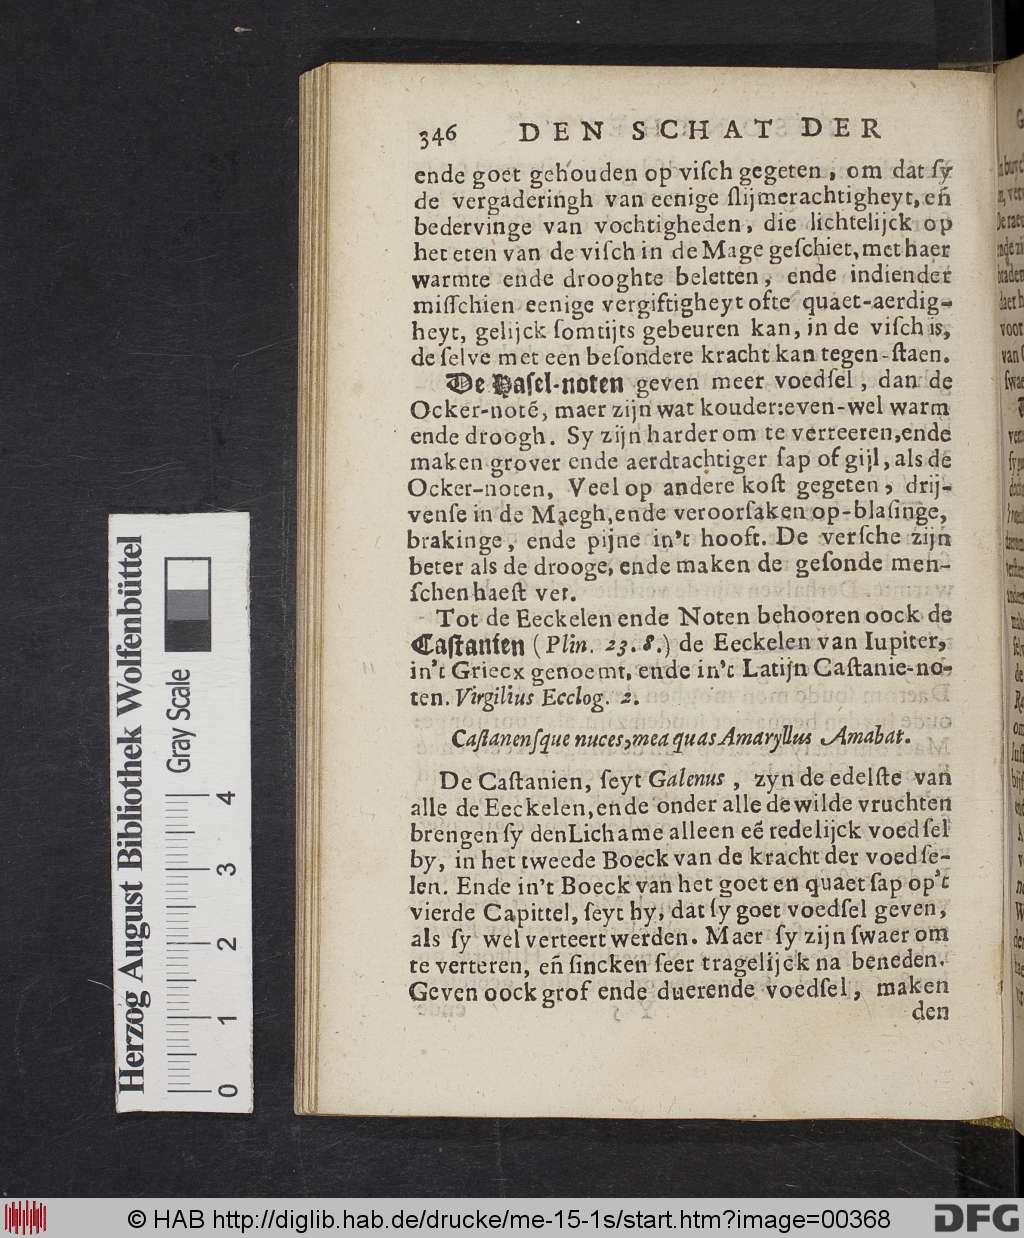 346 DEN SCHAT DER
ende goet gehouden op viſch gegeten, om dat ſy
de vergaderingh van eenige ſlijmerachtigheyt, en̄
bedervinge van vochtigheden, die lichtelijck op
het eten van de viſch in de Mage geſchiet, met haer
warmte ende drooghte beletten, ende indiender
miſſchien eenige vergiftigheyt ofte quaet-aerdig-
heyt, gelijck ſomtijts gebeuren kan, in de viſch is,
de ſelve met een beſondere kracht kan tegen-ſtaen.
De Haſel-noten geven meer voedſel, dan de
Ocker-notē, maer zijn wat kouder: even-wel warm
ende droogh. Sy zijn harder om te verteeren, ende
maken grover ende aerdtachtiger ſap of gijl, als de
Ocker-noten, Veel op andere koſt gegeten, drij-
venſe in de Maegh, ende veroorſaken op-blaſinge,
brakinge, ende pijne in't hooft. De verſche zijn
beter als de drooge, ende maken de geſonde men-
ſchen haeſt vet.
Tot de Eeckelen ende Noten behooren oock de
Caſtanien (Plin. 23. 8.) de Eeckelen van Iupiter,
in't Griecx genoemt, ende in't Latijn Caſtanie-no-
ten. Virgilius Ecclog. 2.
Caſtanenſque nuces, mea quas Amaryllus Amabat.
De Caſtanien, ſeyt Galenus, zyn de edelſte van
alle de Eeckelen, ende onder alle de wilde vruchten
brengen ſy den Lichame alleen eē redelijck voedſel
by, in het tweede Boeck van de kracht der voedſe-
len. Ende in't Boeck van het goet en quaet ſap op't
vierde Capittel, ſeyt hy, dat ſy goet voedſel geven,
als ſy wel verteert werden. Maer ſy zijn ſwaer om
te verteren, en̄ ſincken ſeer tragelijck na beneden.
Geven oock grof ende duerende voedſel, maken
den
Herzog August Bibliothek Wolfenbüttel
Gray Scale
0 1 2 3 4
© HAB http://diglib.hab.de/drucke/me-15-1s/start.htm?image=00368
DFG